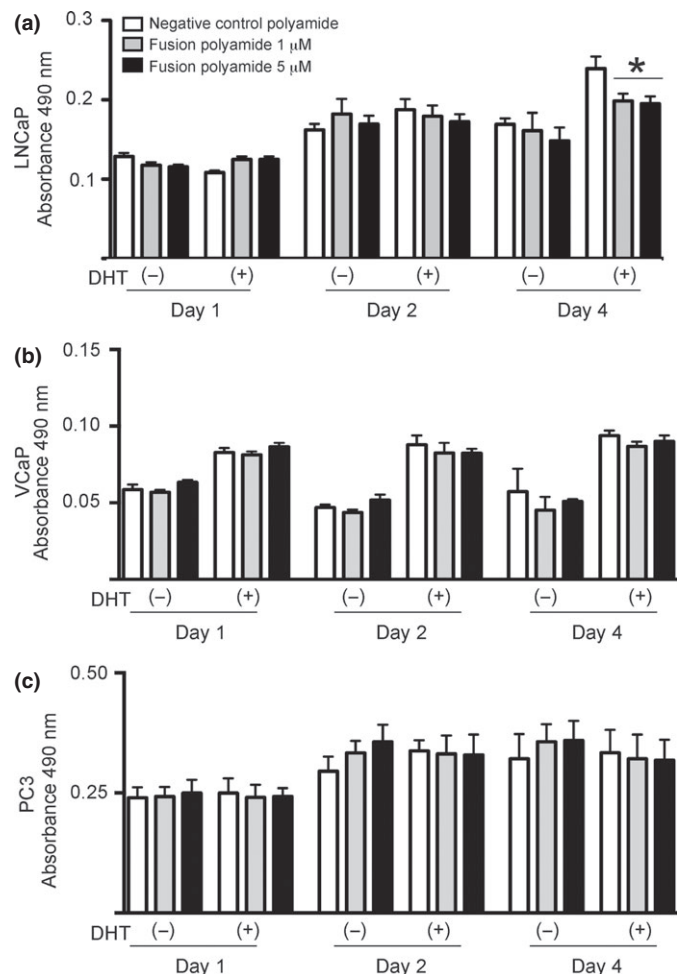 (a)
Negative control polyamide
Fusion polyamide 1 μM
Fusion polyamide 5 μM
LNCaP
Absorbance 490 nm
0.3
0.2
0.1
*
DHT (–) (+) (–) (+) (–) (+)
Day 1 Day 2 Day 4
(b)
VCaP
Absorbance 490 nm
0.15
0.10
0.05
DHT (–) (+) (–) (+) (–) (+)
Day 1 Day 2 Day 4
(c)
PC3
Absorbance 490 nm
0.50
0.25
DHT (–) (+) (–) (+) (–) (+)
Day 1 Day 2 Day 4